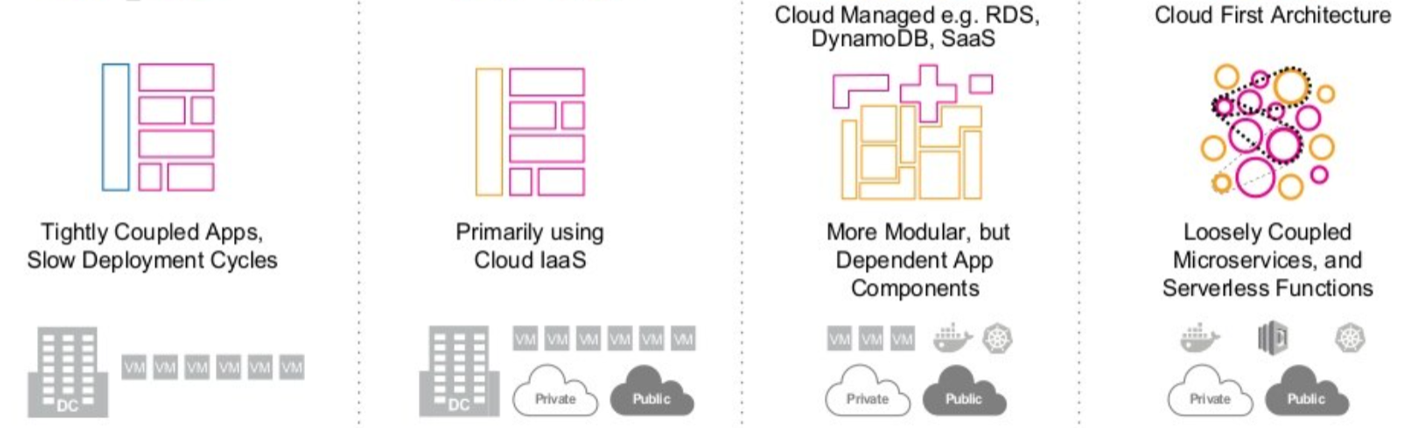 Cloud Managed e.g. RDS,
DynamoDB, SaaS
Cloud First Architecture
Tightly Coupled Apps,
Slow Deployment Cycles
Primarily using
Cloud IaaS
More Modular, but
Dependent App
Components
Loosely Coupled
Microservices, and
Serverless Functions
DC
VM VM VM VM VM VM
DC
VM VM VM VM VM VM
Private Public
VM VM VM
Private Public
Private Public